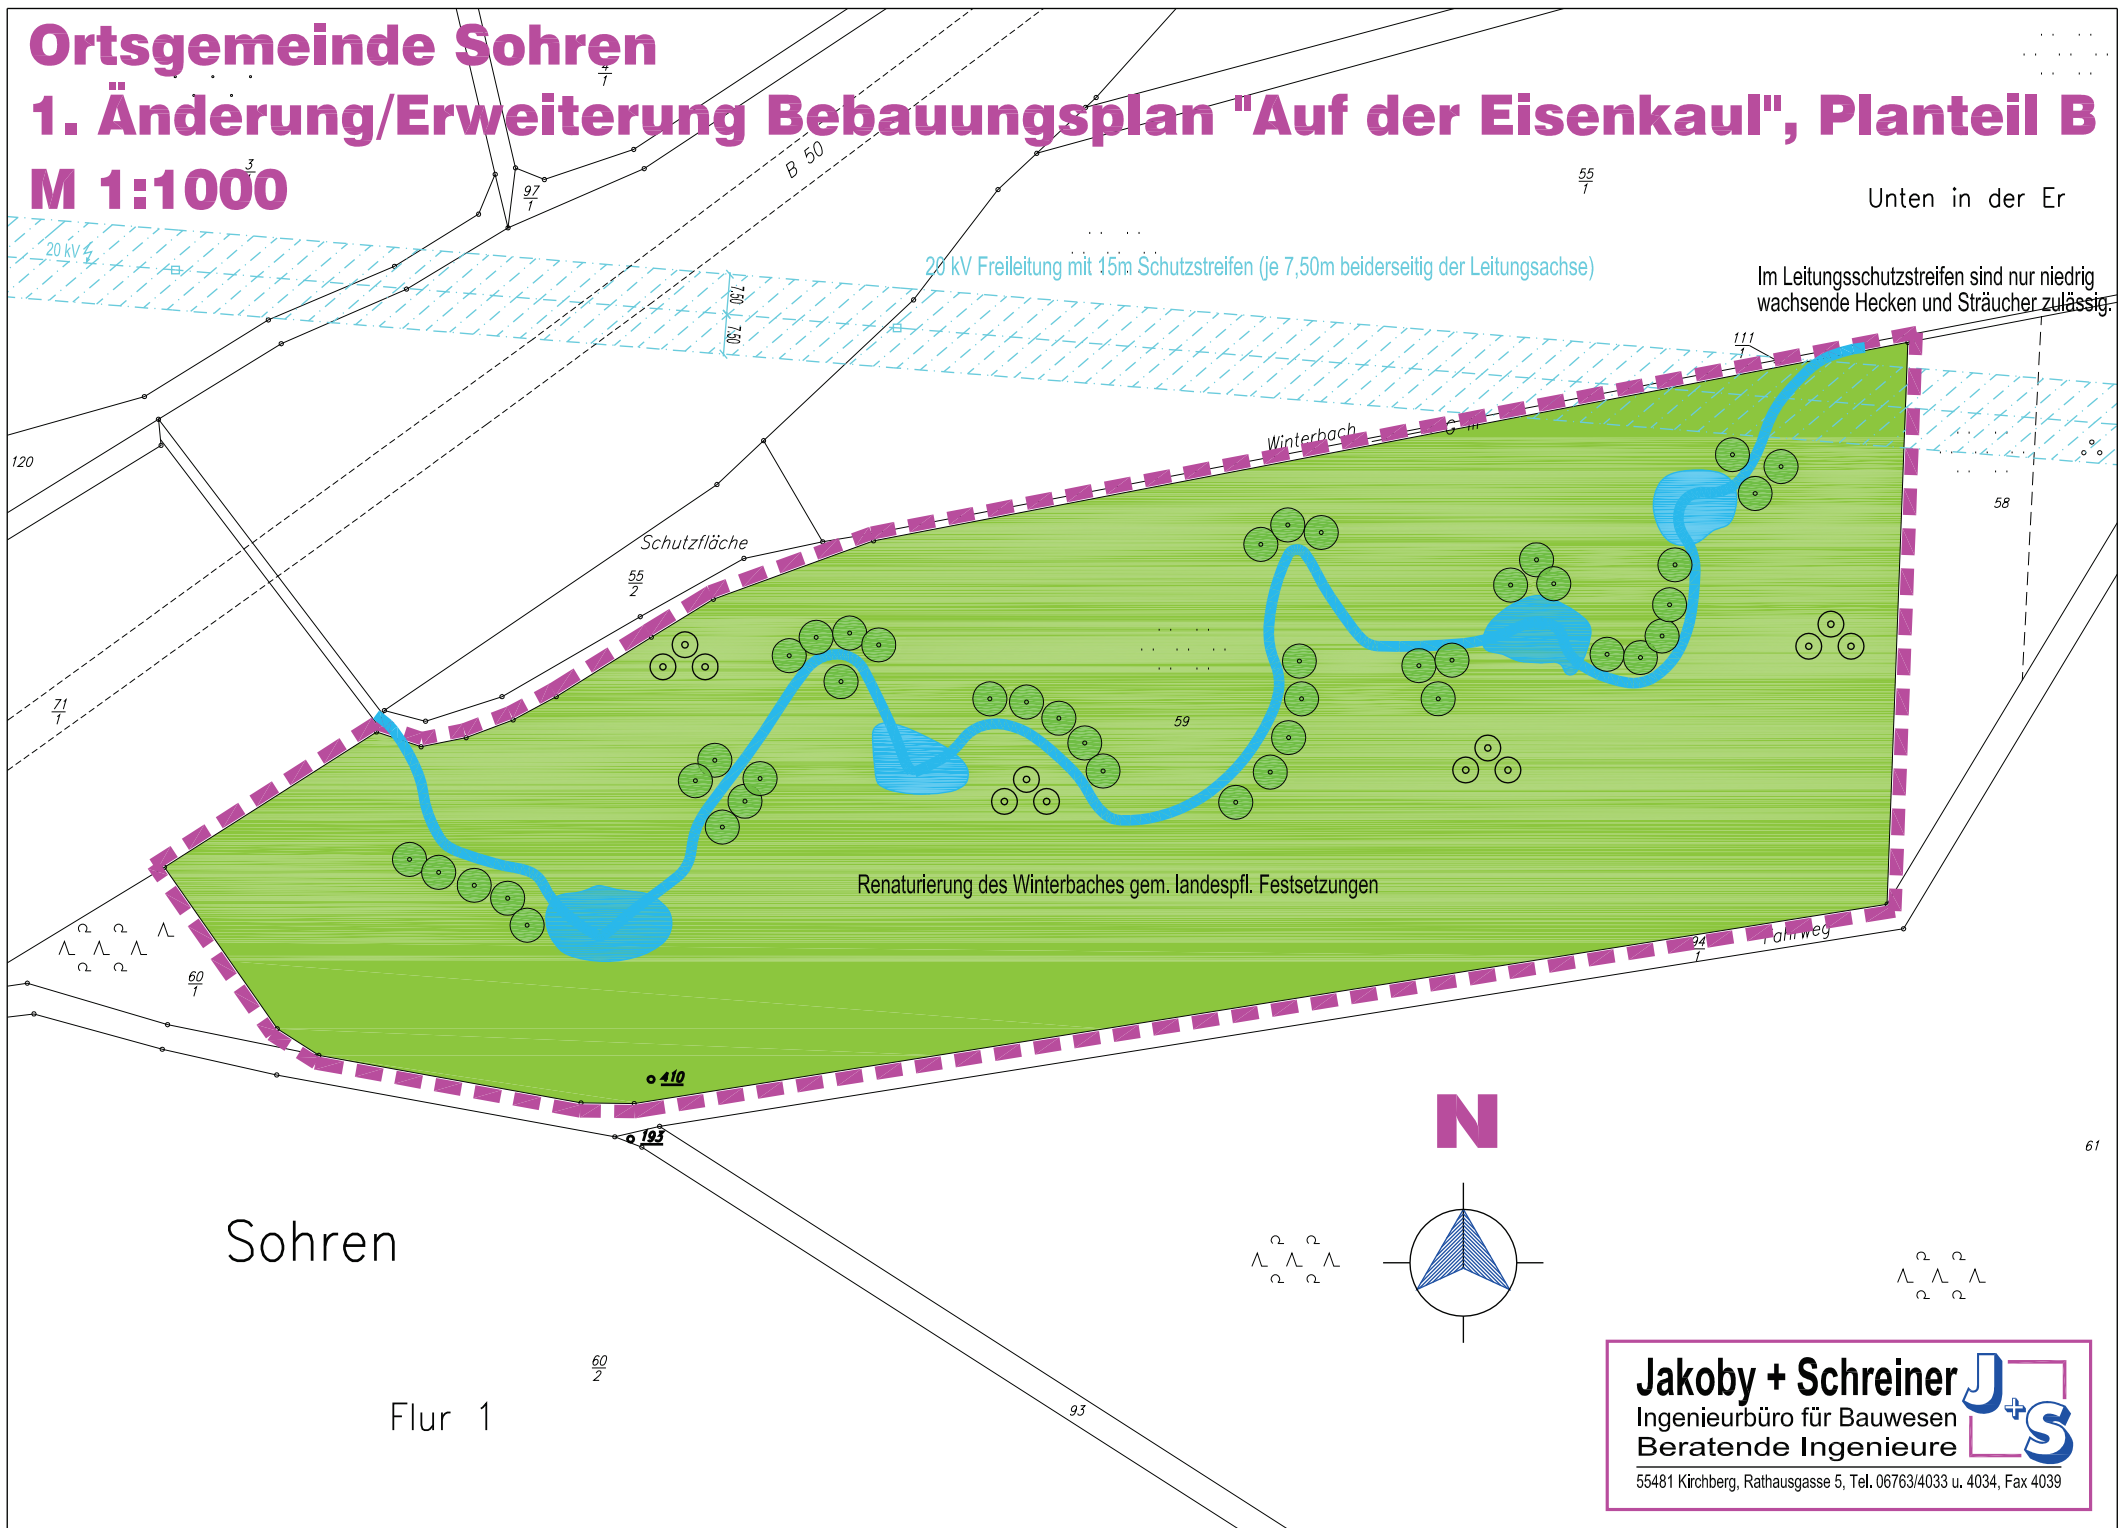 Ortsgemeinde Sohren
1. Änderung/Erweiterung Bebauungsplan "Auf der Eisenkaul", Planteil B
M 1:1000
4
1
3
97
1
B 50
55
1
Unten in der Er
20 kV
20 kV Freileitung mit 15m Schutzstreifen (je 7,50m beiderseitig der Leitungsachse)
Im Leitungsschutzstreifen sind nur niedrig
wachsende Hecken und Sträucher zulässig.
7.50
7.50
111
1
Winterbach
G III
120
58
Schutzfläche
55
2
71
1
59
Renaturierung des Winterbaches gem. landespfl. Festsetzungen
94
1
Fahrweg
60
1
410
193
N
61
Sohren
60
2
Flur 1
93
Jakoby + Schreiner
Ingenieurbüro für Bauwesen
Beratende Ingenieure
J+S
55481 Kirchberg, Rathausgasse 5, Tel. 06763/4033 u. 4034, Fax 4039